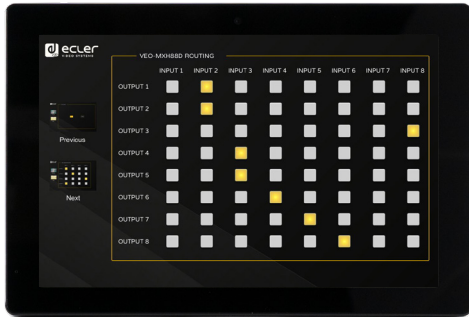 ecler
VIDEO SYSTEMS
VEO-MXH88D ROUTING
INPUT 1 INPUT 2 INPUT 3 INPUT 4 INPUT 5 INPUT 6 INPUT 7 INPUT 8
OUTPUT 1
OUTPUT 2
OUTPUT 3
Previous
OUTPUT 4
OUTPUT 5
Next
OUTPUT 6
OUTPUT 7
OUTPUT 8